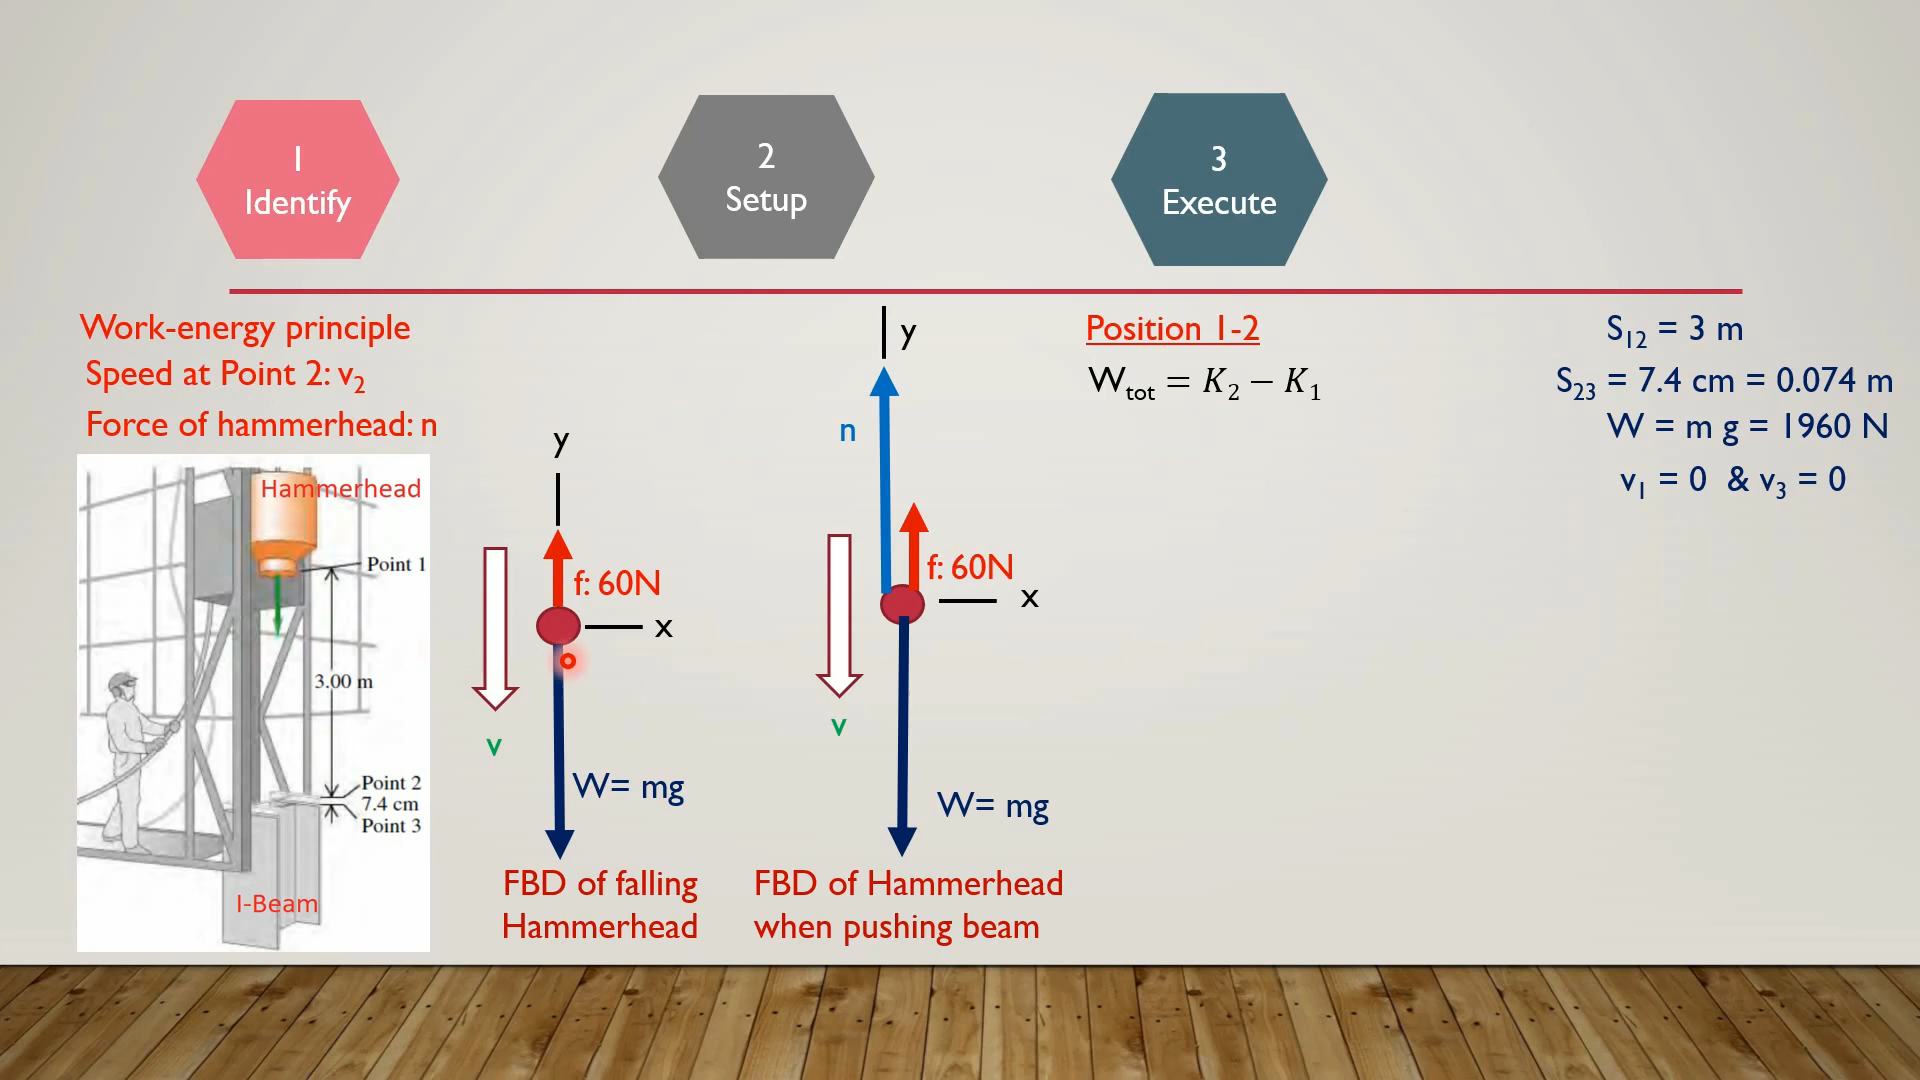 1
Identify
2
Setup
3
Execute
Work-energy principle
Speed at Point 2: v₂
Force of hammerhead: n
Hammerhead
Point 1
3.00 m
Point 2
7.4 cm
Point 3
I-Beam
y
f: 60N
x
v
W= mg
FBD of falling
Hammerhead
y
n
f: 60N
x
v
W= mg
FBD of Hammerhead
when pushing beam
Position 1-2
W_tot = K₂ − K₁
S₁₂ = 3 m
S₂₃ = 7.4 cm = 0.074 m
W = m g = 1960 N
v₁ = 0 & v₃ = 0